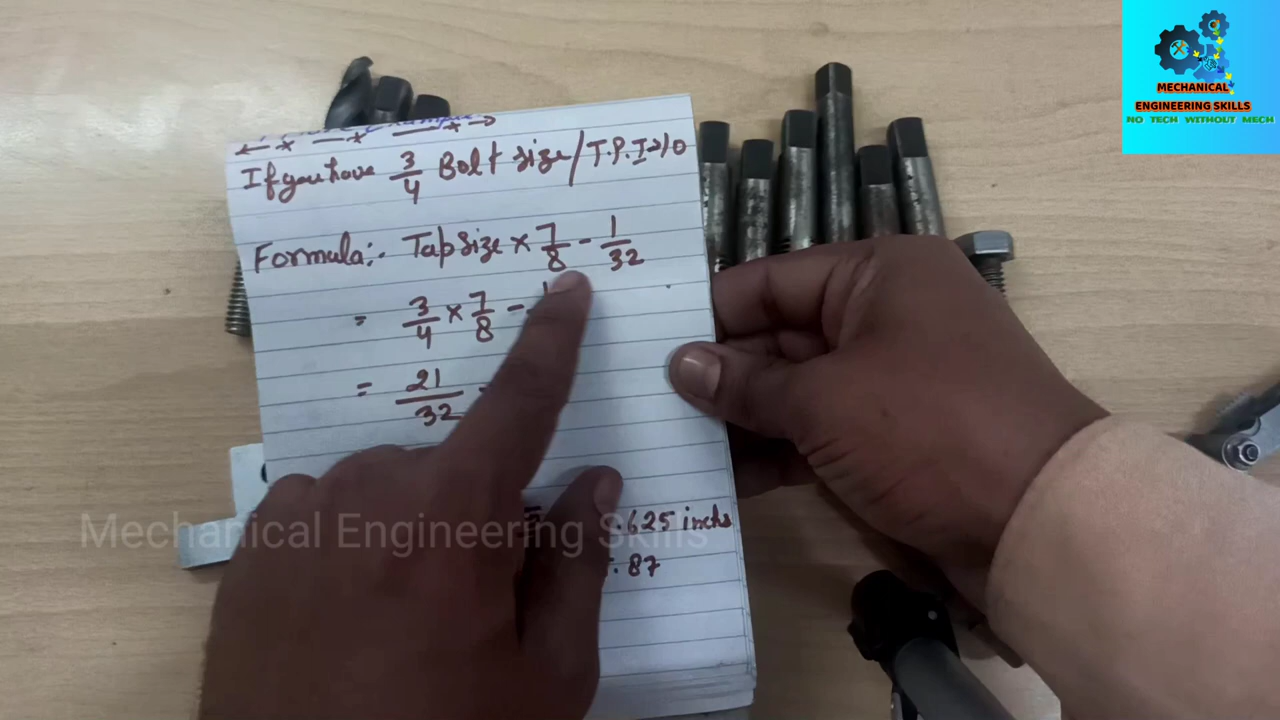 MECHANICAL
ENGINEERING SKILLS
NO TECH WITHOUT MECH
If you have 3/4 Bolt size/T.P.I→10
Formula:- Tap size × 7/8 - 1/32
= 3/4 × 7/8 -
= 21/32
.625 inchs
.87
Mechanical Engineering Skills